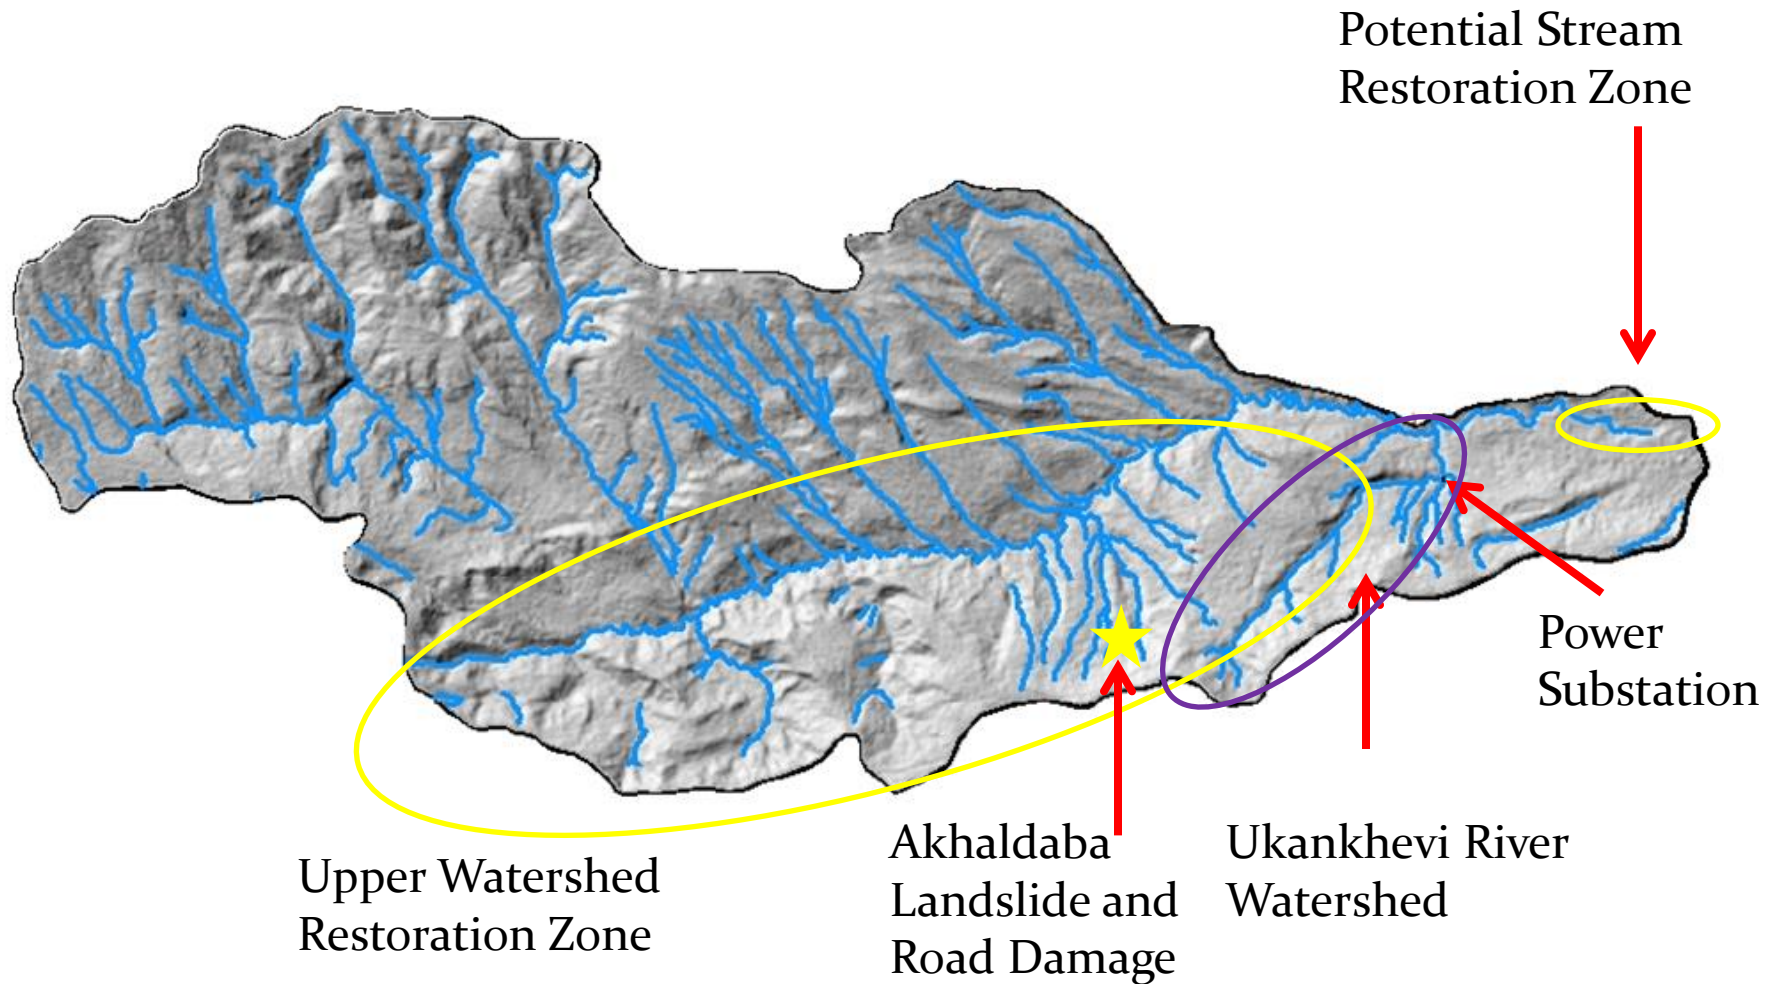 Potential Stream
Restoration Zone
Power
Substation
Akhaldaba
Landslide and
Road Damage
Ukankhevi River
Watershed
Upper Watershed
Restoration Zone